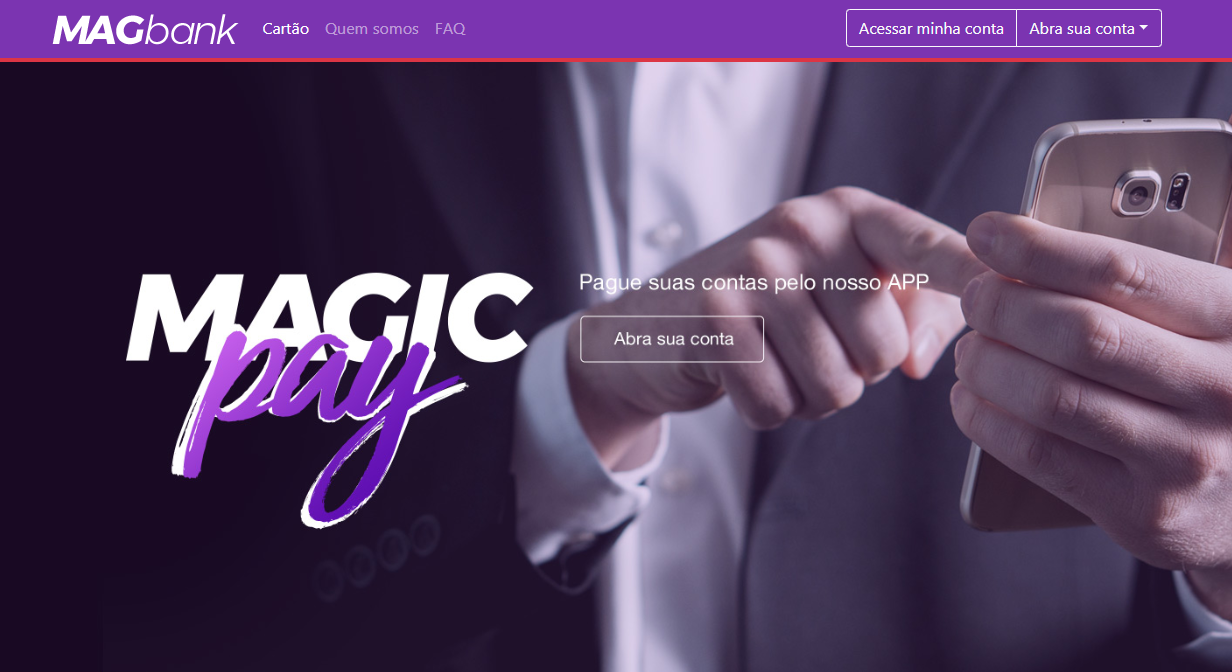 MAGbank Cartão Quem somos FAQ Acessar minha conta Abra sua conta
MAGIC
pay
Pague suas contas pelo nosso APP
Abra sua conta